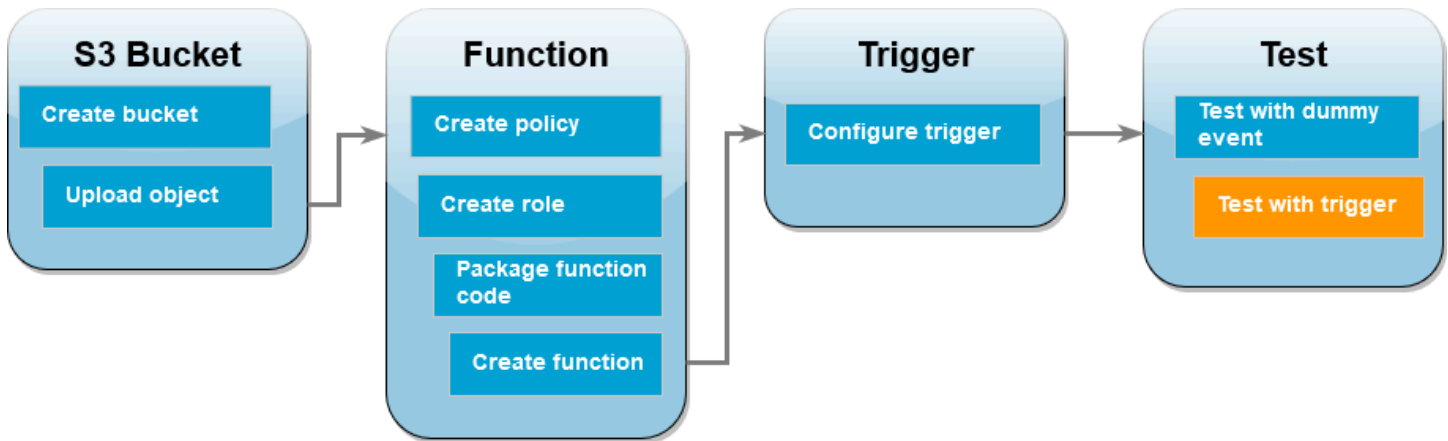 S3 Bucket
Create bucket
Upload object
Function
Create policy
Create role
Package function
code
Create function
Trigger
Configure trigger
Test
Test with dummy
event
Test with trigger